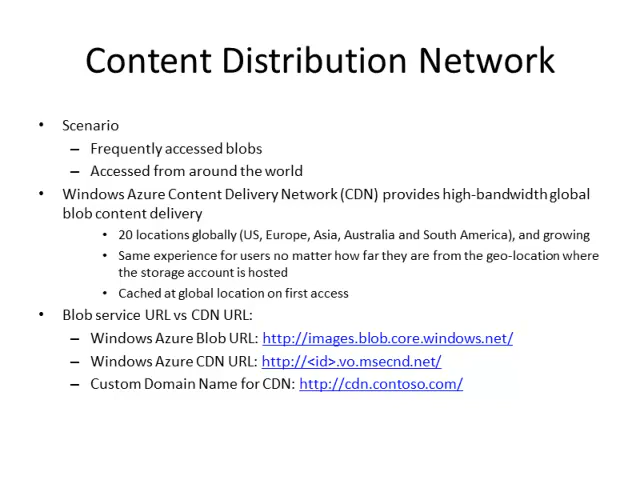 Content Distribution Network
• Scenario
– Frequently accessed blobs
– Accessed from around the world
• Windows Azure Content Delivery Network (CDN) provides high-bandwidth global
blob content delivery
• 20 locations globally (US, Europe, Asia, Australia and South America), and growing
• Same experience for users no matter how far they are from the geo-location where
the storage account is hosted
• Cached at global location on first access
• Blob service URL vs CDN URL:
– Windows Azure Blob URL: http://images.blob.core.windows.net/
– Windows Azure CDN URL: http://<id>.vo.msecnd.net/
– Custom Domain Name for CDN: http://cdn.contoso.com/